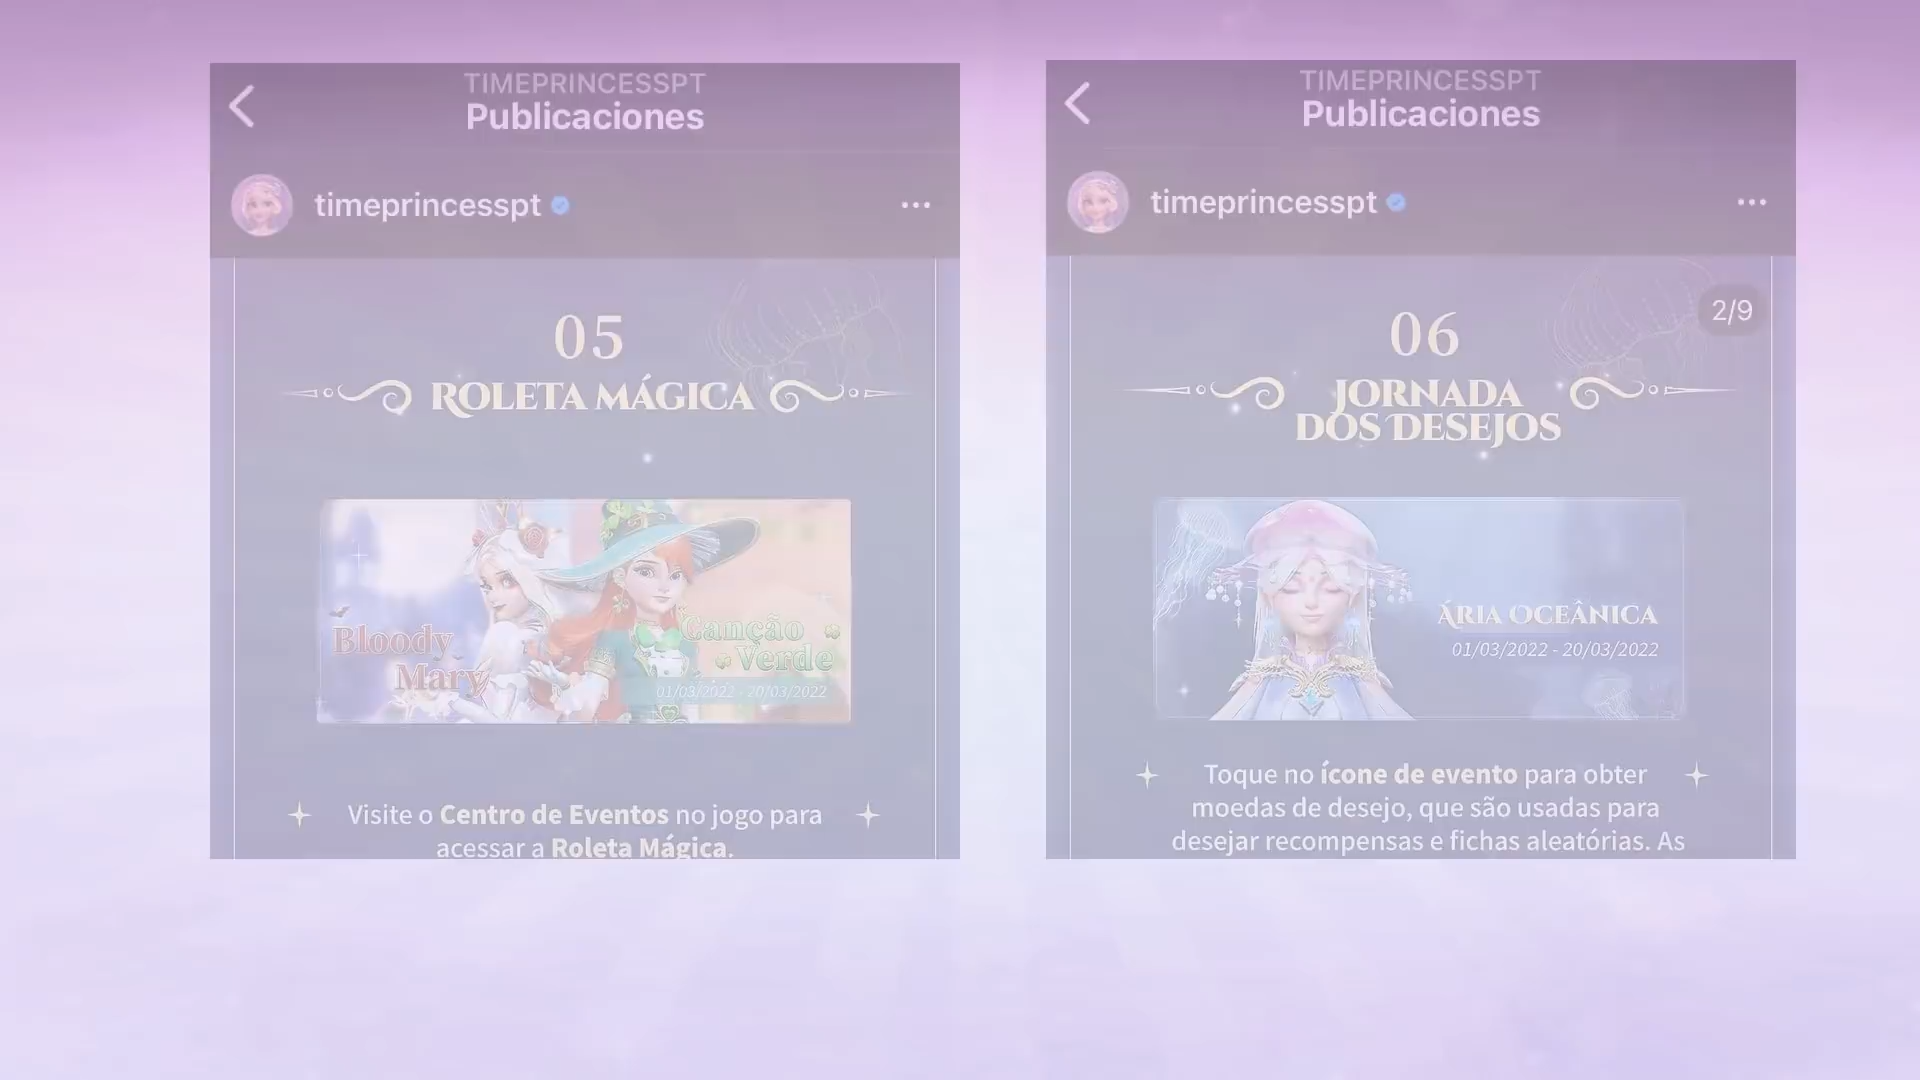 TIMEPRINCESSPT
Publicaciones
timeprincesspt
05
ROLETA MÁGICA
Bloody
Mary
Canção
Verde
01/03/2022 - 20/03/2022
Visite o Centro de Eventos no jogo para
acessar a Roleta Mágica.
TIMEPRINCESSPT
Publicaciones
timeprincesspt
2/9
06
JORNADA
DOS DESEJOS
ÁRIA OCEÂNICA
01/03/2022 - 20/03/2022
Toque no ícone de evento para obter
moedas de desejo, que são usadas para
desejar recompensas e fichas aleatórias. As